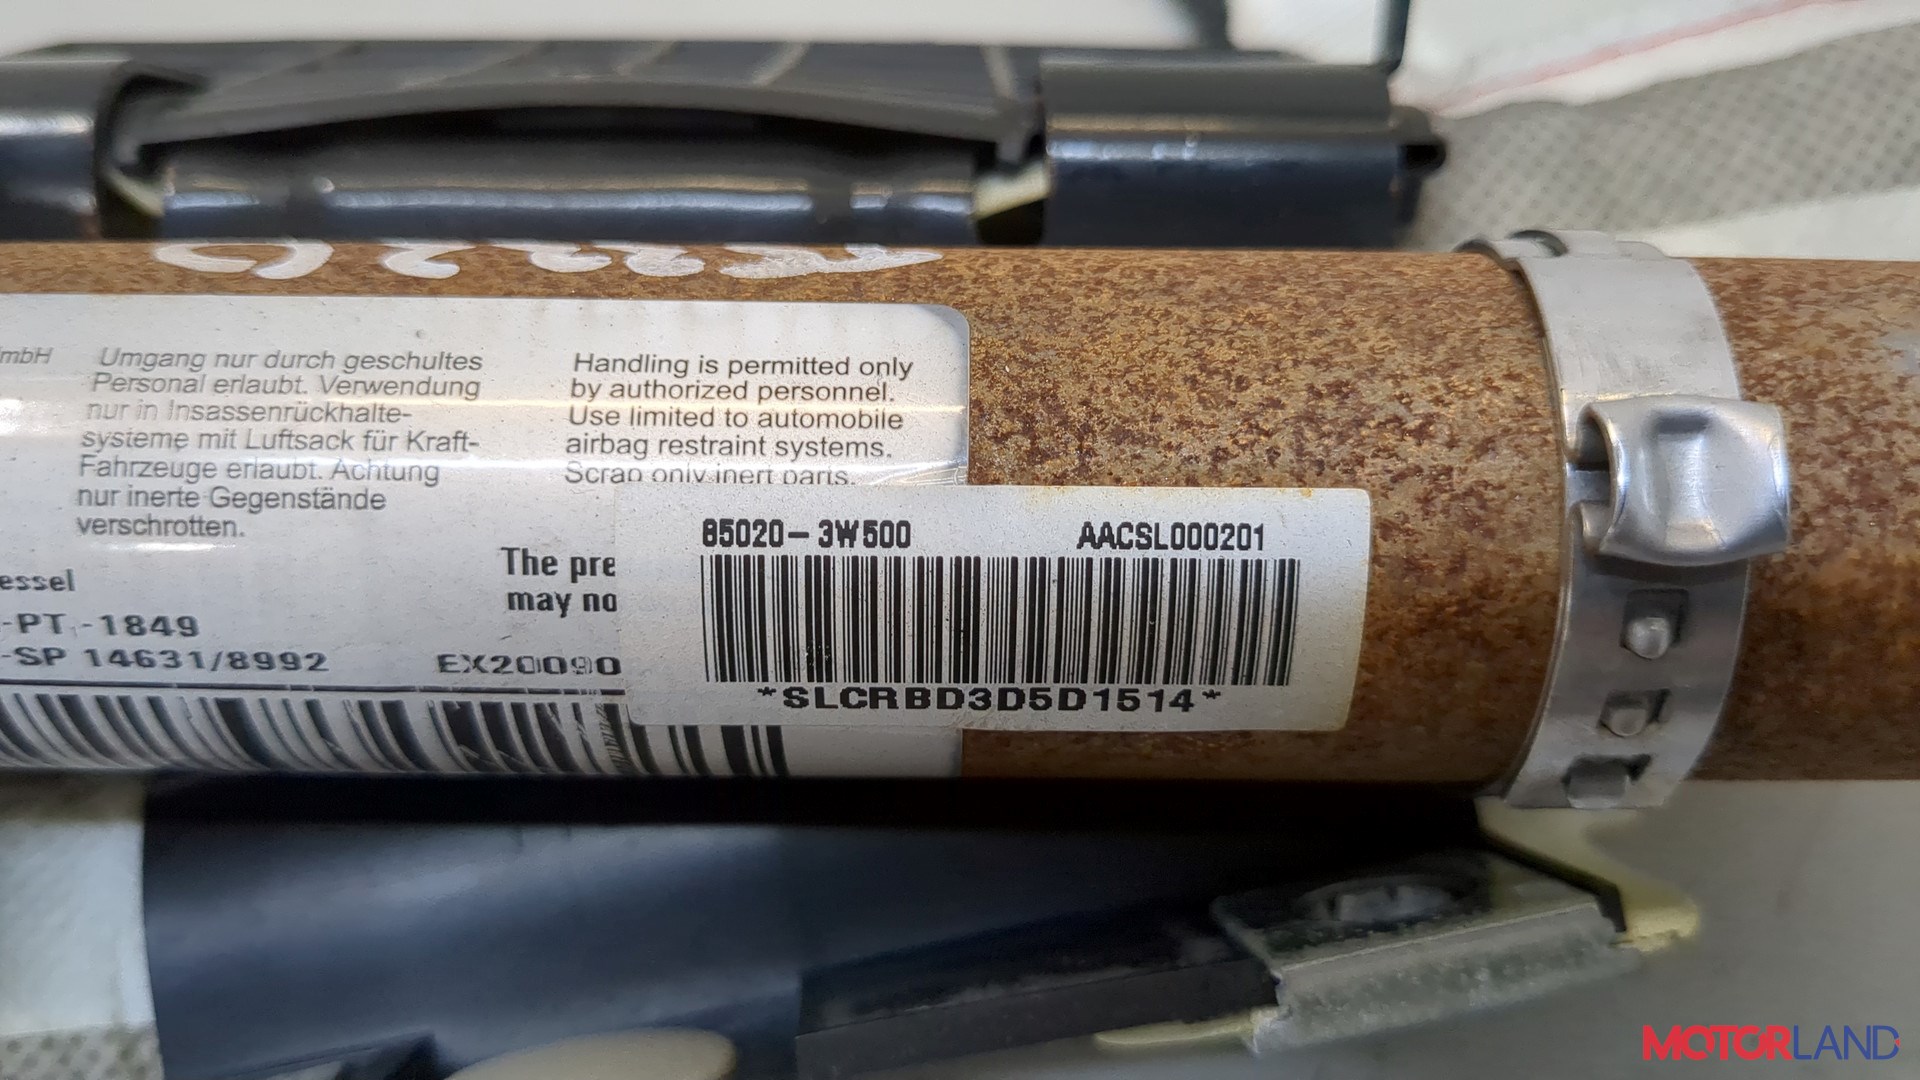 mbH
Umgang nur durch geschultes
Personal erlaubt. Verwendung
nur in Insassenrückhalte-
systeme mit Luftsack für Kraft-
Fahrzeuge erlaubt. Achtung
nur inerte Gegenstände
verschrotten.
Handling is permitted only
by authorized personnel.
Use limited to automobile
airbag restraint systems.
Scrap only inert parts.
The pre
may no
essel
-PT.-1849
-SP 14631/8992
EX20090
85020-3W500
AACSL000201
*SLCRBD3D5D1514*
MOTORLAND